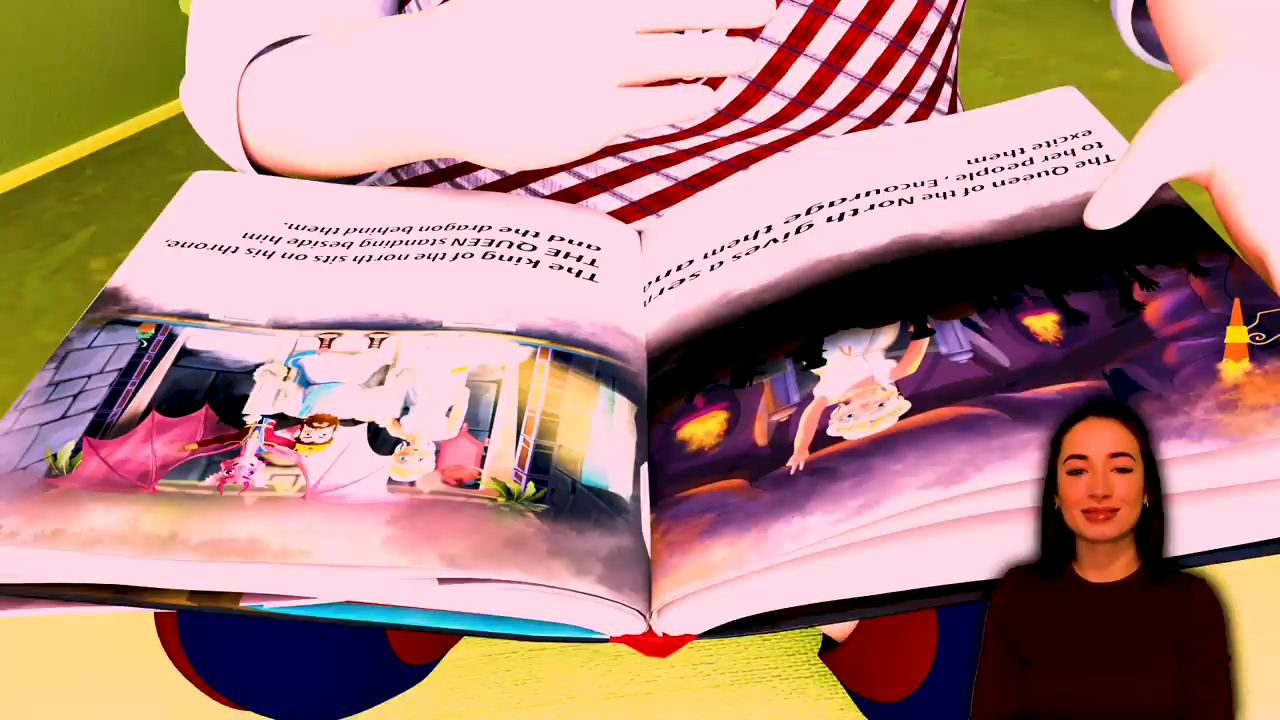 The king of the north sits on his throne,
THE QUEEN standing beside him
and the dragon behind them.
The Queen of the North gives a
to her people , Encourage them and
excite them